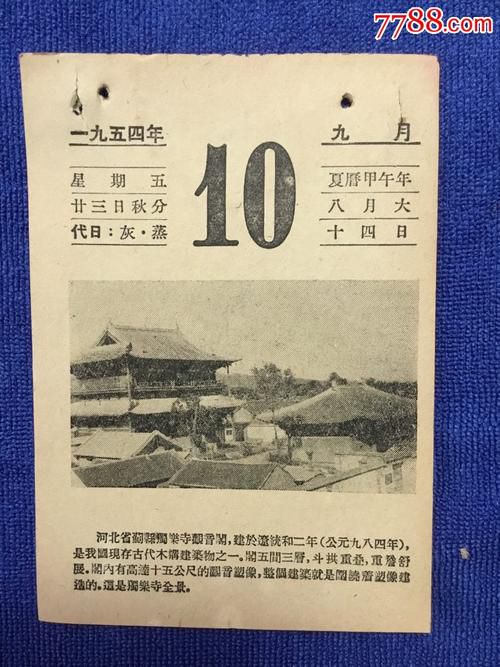 7788.com
一九五四年
星期五
廿三日秋分
代日：灰·蒸
10
九月
夏曆甲午年
八月大
十四日
河北省薊縣獨樂寺觀音閣，建於遼統和二年（公元九八四年），
是我國現存古代木構建築物之一。閣五間三層，斗拱重叠，重簷舒
展。閣內有高達十五公尺的觀音塑像，整個建築就是圍繞着塑像建
造的。這是獨樂寺全景。